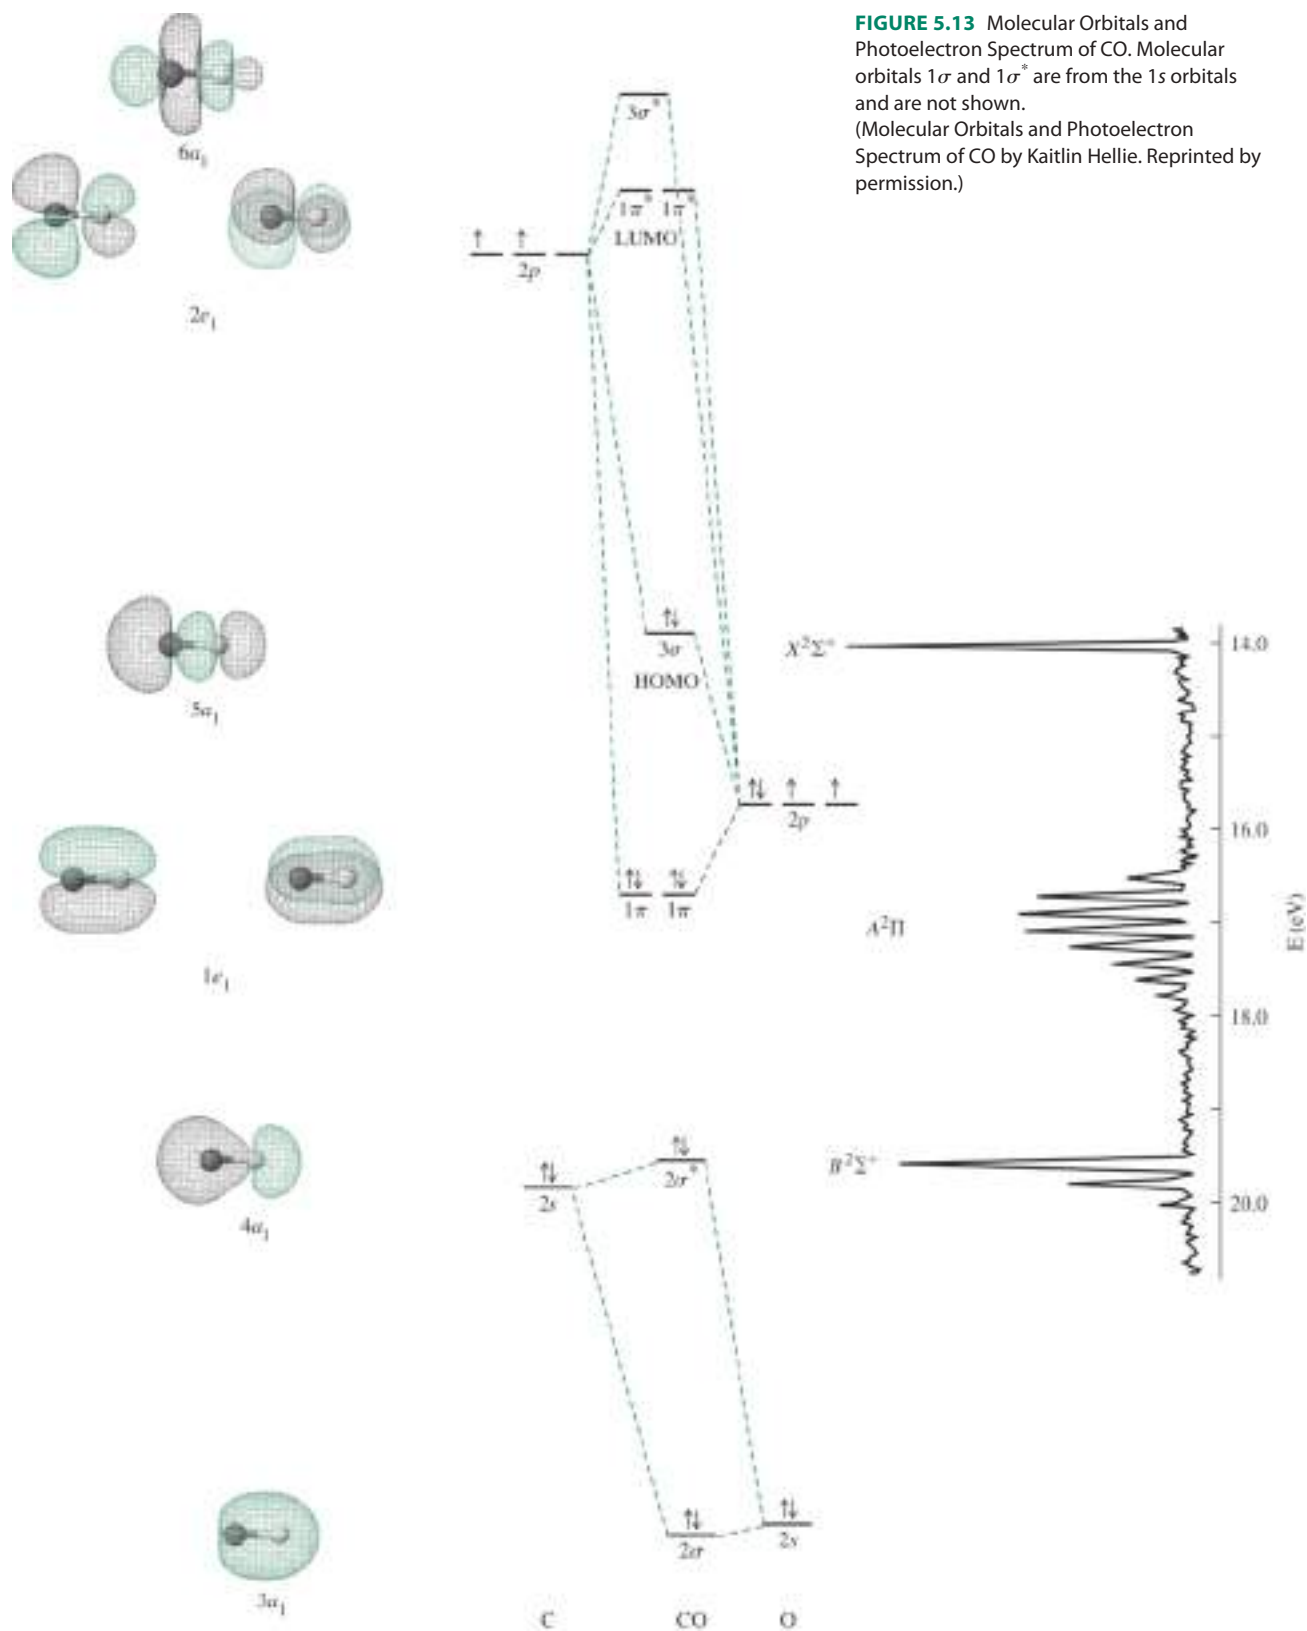 FIGURE 5.13 Molecular Orbitals and
Photoelectron Spectrum of CO. Molecular
orbitals 1σ and 1σ* are from the 1s orbitals
and are not shown.
(Molecular Orbitals and Photoelectron
Spectrum of CO by Kaitlin Hellie. Reprinted by
permission.)
6a₁
2e₁
5a₁
1e₁
4a₁
3a₁
3σ*
1π* 1π*
LUMO
↑ ↑
2p
↑↓
3σ
HOMO
↑↓ ↑ ↑
2p
↑↓ ↑↓
1π 1π
↑↓
2s
↑↓
2σ*
↑↓
2σ
↑↓
2s
C CO O
X²Σ⁺
A²Π
B²Σ⁺
14.0
16.0
18.0
20.0
E (eV)